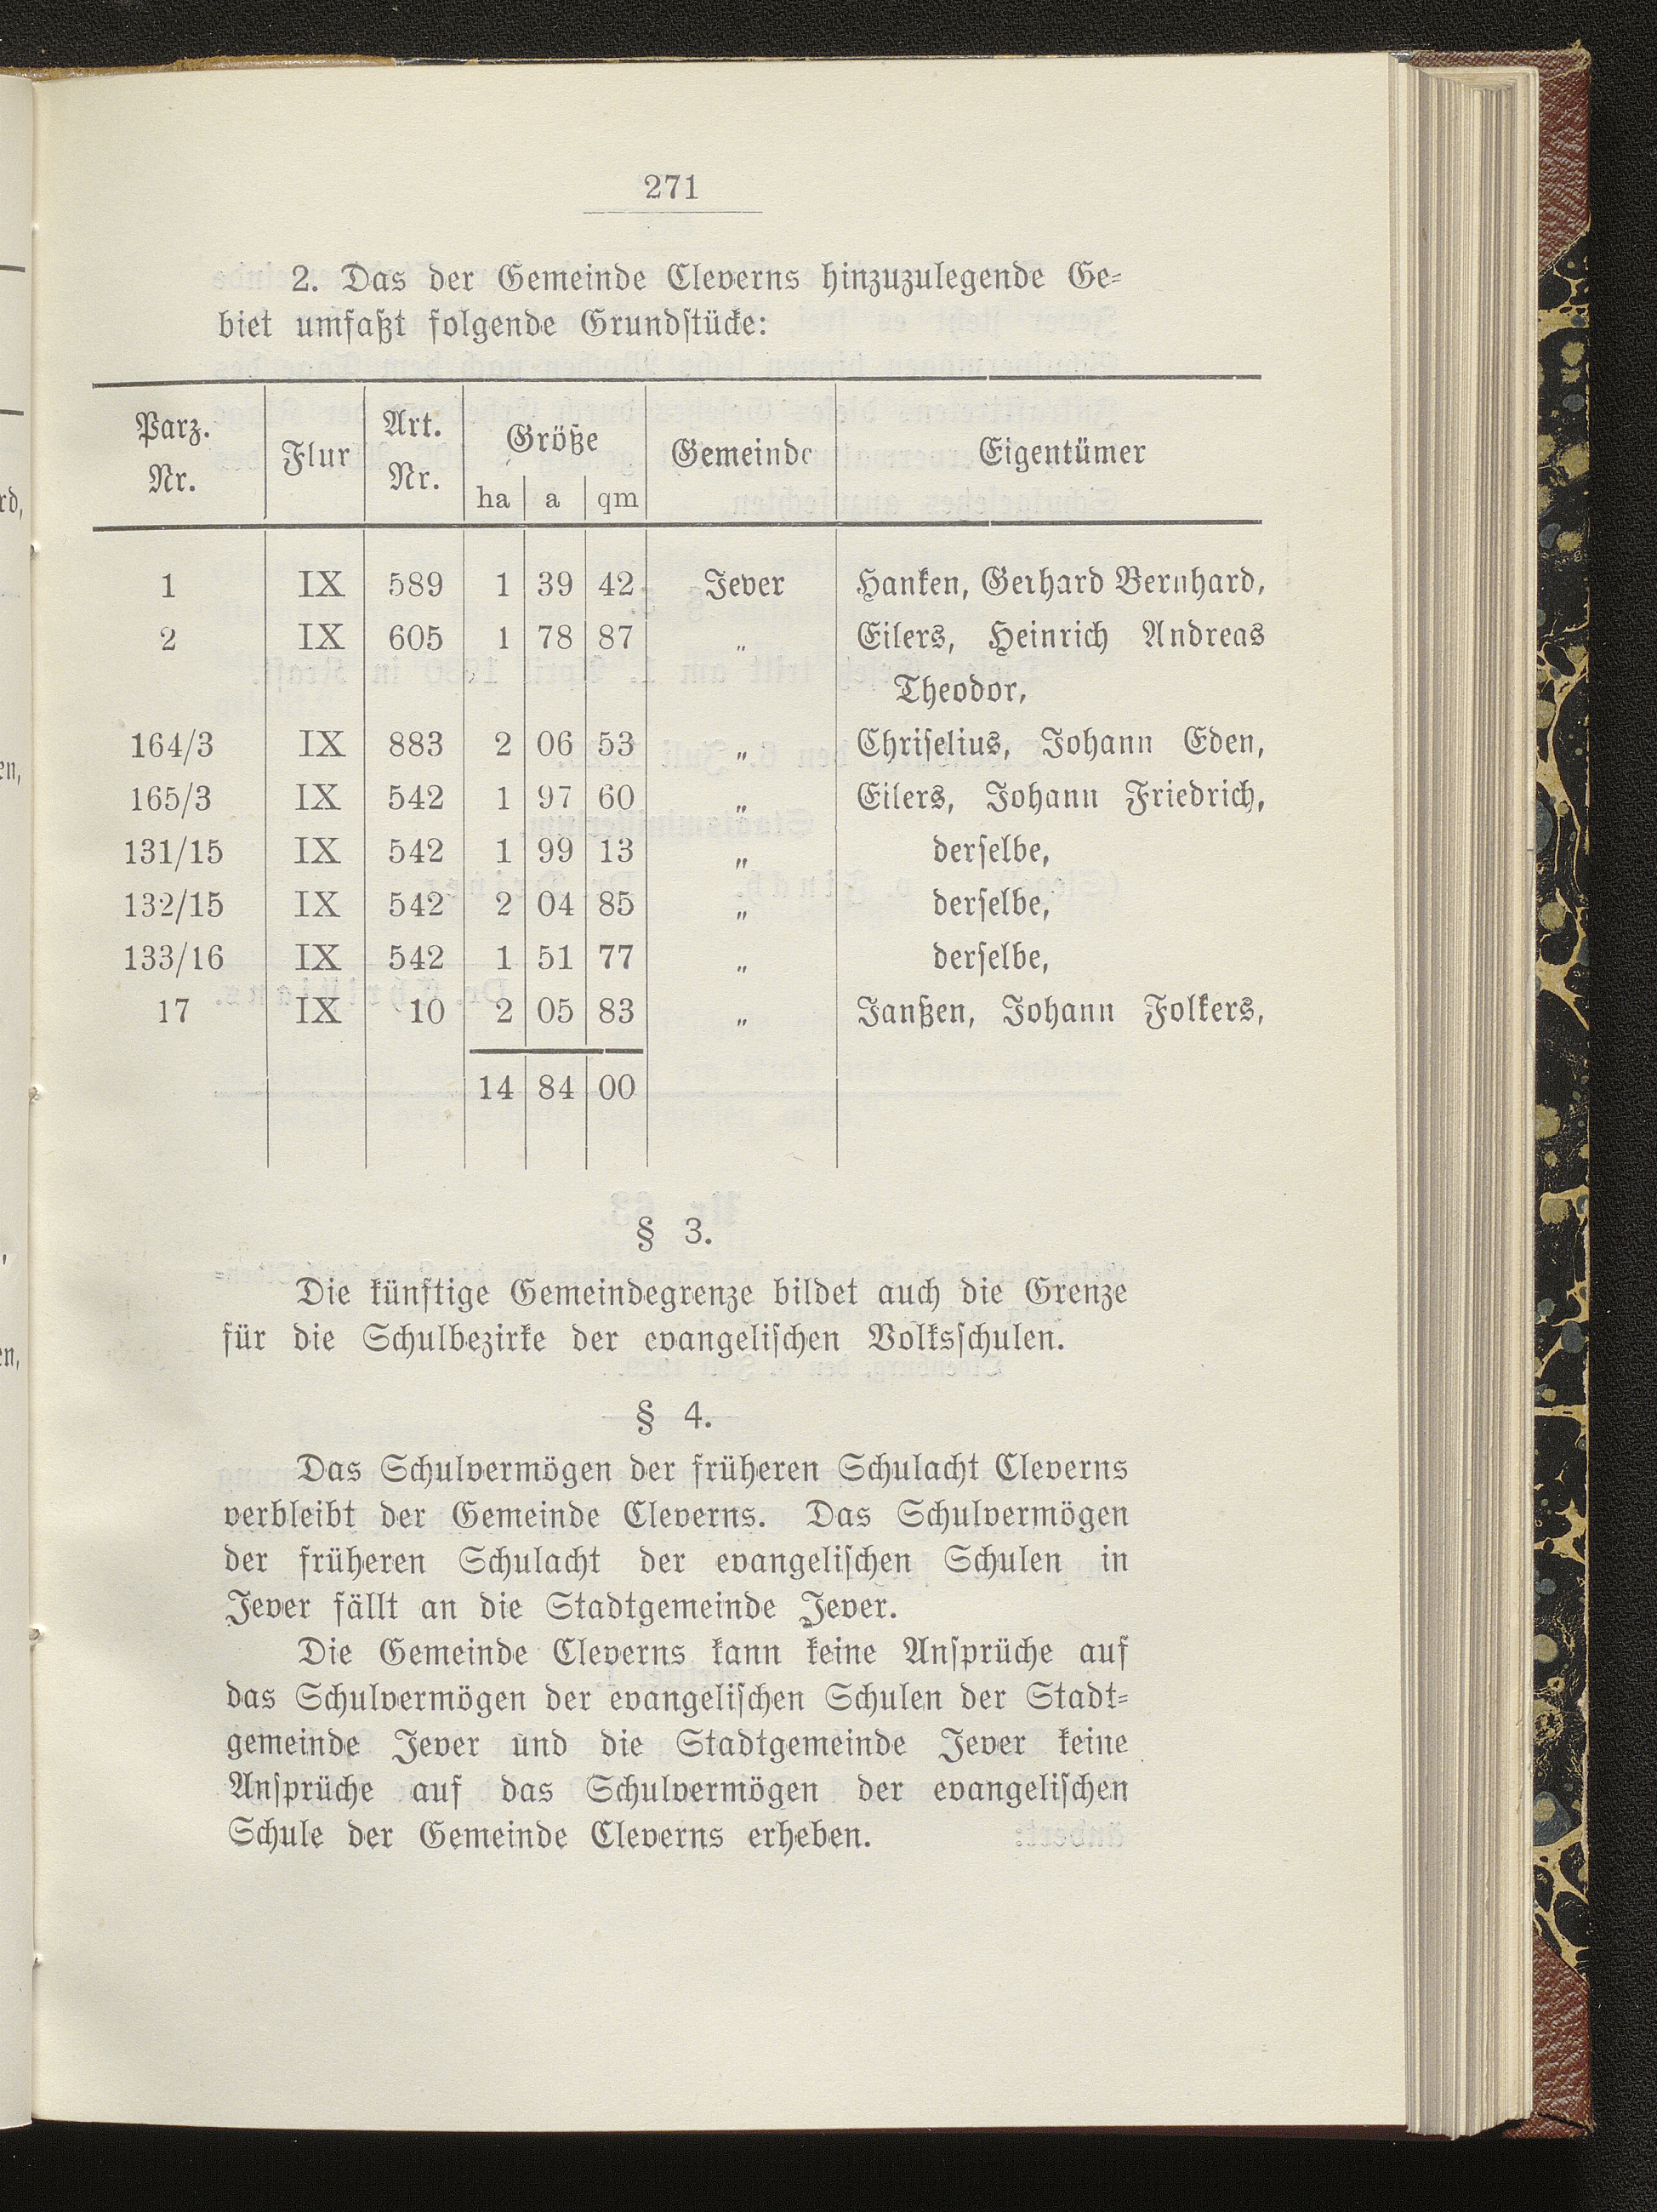 271
2. Das der Gemeinde Cleverns hinzuzulegende Ge-
biet umfaßt folgende Grundstücke:
Parz. Nr. Flur Art. Nr. Größe ha a qm Gemeinde Eigentümer
1 IX 589 1 39 42 Jever Hanken, Gerhard Bernhard,
2 IX 605 1 78 87 „ Eilers, Heinrich Andreas
Theodor,
164/3 IX 883 2 06 53 „ Chriselius, Johann Eden,
165/3 IX 542 1 97 60 „ Eilers, Johann Friedrich,
131/15 IX 542 1 99 13 „ derselbe,
132/15 IX 542 2 04 85 „ derselbe,
133/16 IX 542 1 51 77 „ derselbe,
17 IX 10 2 05 83 „ Janßen, Johann Folkers,
14 84 00
§ 3.
Die künftige Gemeindegrenze bildet auch die Grenze
für die Schulbezirke der evangelischen Volksschulen.
§ 4.
Das Schulvermögen der früheren Schulacht Cleverns
verbleibt der Gemeinde Cleverns. Das Schulvermögen
der früheren Schulacht der evangelischen Schulen in
Jever fällt an die Stadtgemeinde Jever.
Die Gemeinde Cleverns kann keine Ansprüche auf
das Schulvermögen der evangelischen Schulen der Stadt-
gemeinde Jever und die Stadtgemeinde Jever keine
Ansprüche auf das Schulvermögen der evangelischen
Schule der Gemeinde Cleverns erheben.